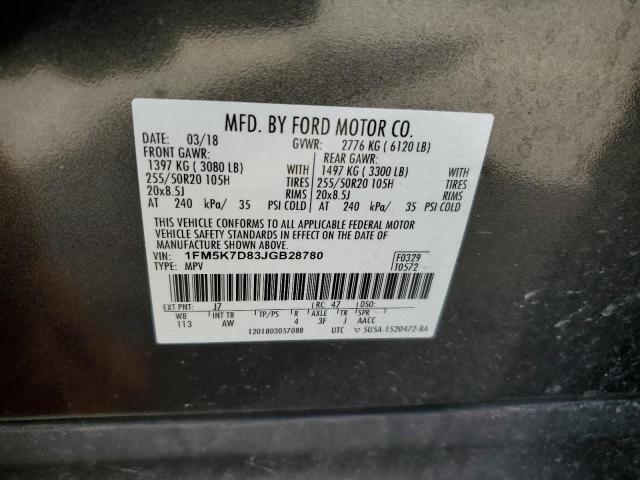 MFD. BY FORD MOTOR CO.
DATE: 03/18 GVWR: 2776 KG ( 6120 LB)
FRONT GAWR: REAR GAWR:
1397 KG ( 3080 LB) WITH 1497 KG ( 3300 LB) WITH
255/50R20 105H TIRES 255/50R20 105H TIRES
20x8.5J RIMS 20x8.5J RIMS
AT 240 kPa/ 35 PSI COLD AT 240 kPa/ 35 PSI COLD
THIS VEHICLE CONFORMS TO ALL APPLICABLE FEDERAL MOTOR
VEHICLE SAFETY STANDARDS IN EFFECT ON THE DATE OF
MANUFACTURE SHOWN ABOVE.
VIN: 1FM5K7D83JGB28780 F0329
TYPE: MPV T0572
EXT PNT: J7 RC: 47 DSO:
WB INT TR TP/PS R AXLE TR SPR
113 AW 4 3F J AACC
1201803057088 UTC ▽ 5U5A-1520472-BA